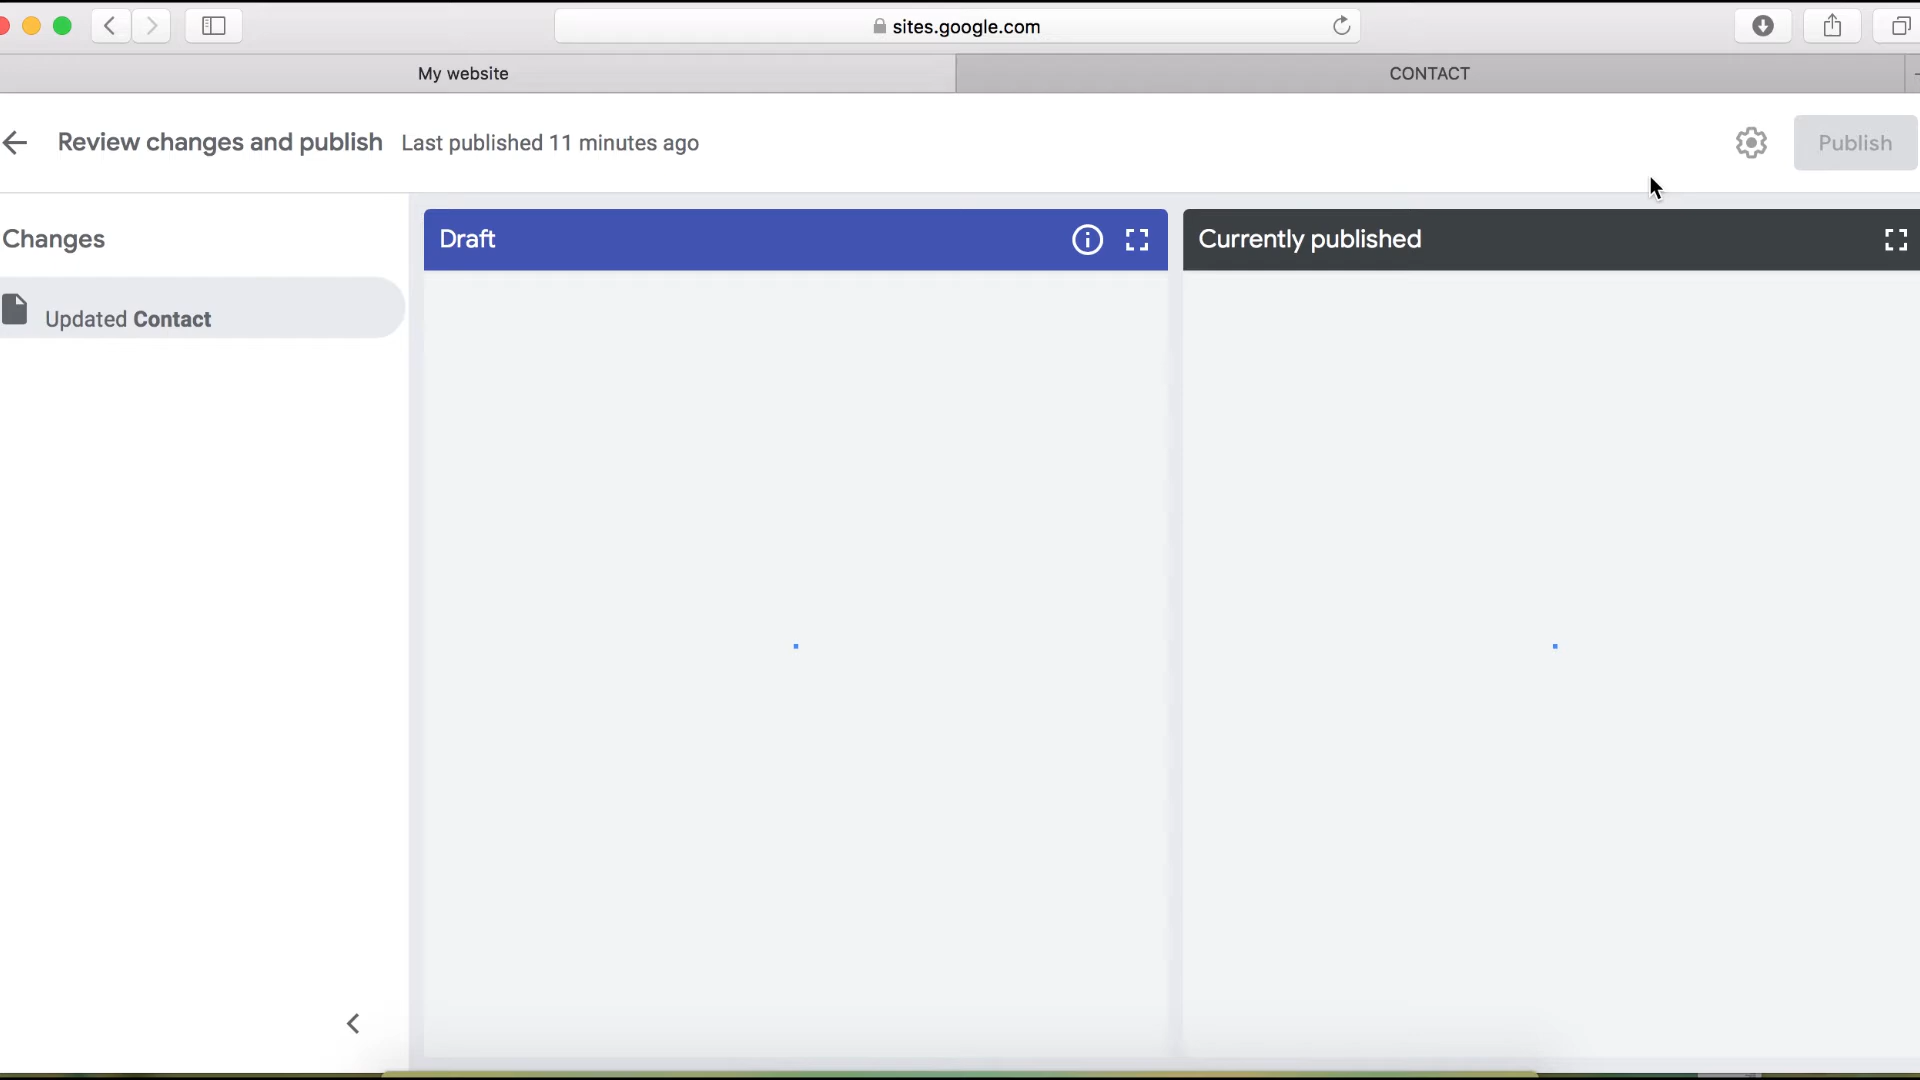 sites.google.com
My website
CONTACT
Review changes and publish
Last published 11 minutes ago
Publish
Changes
Updated Contact
Draft
Currently published